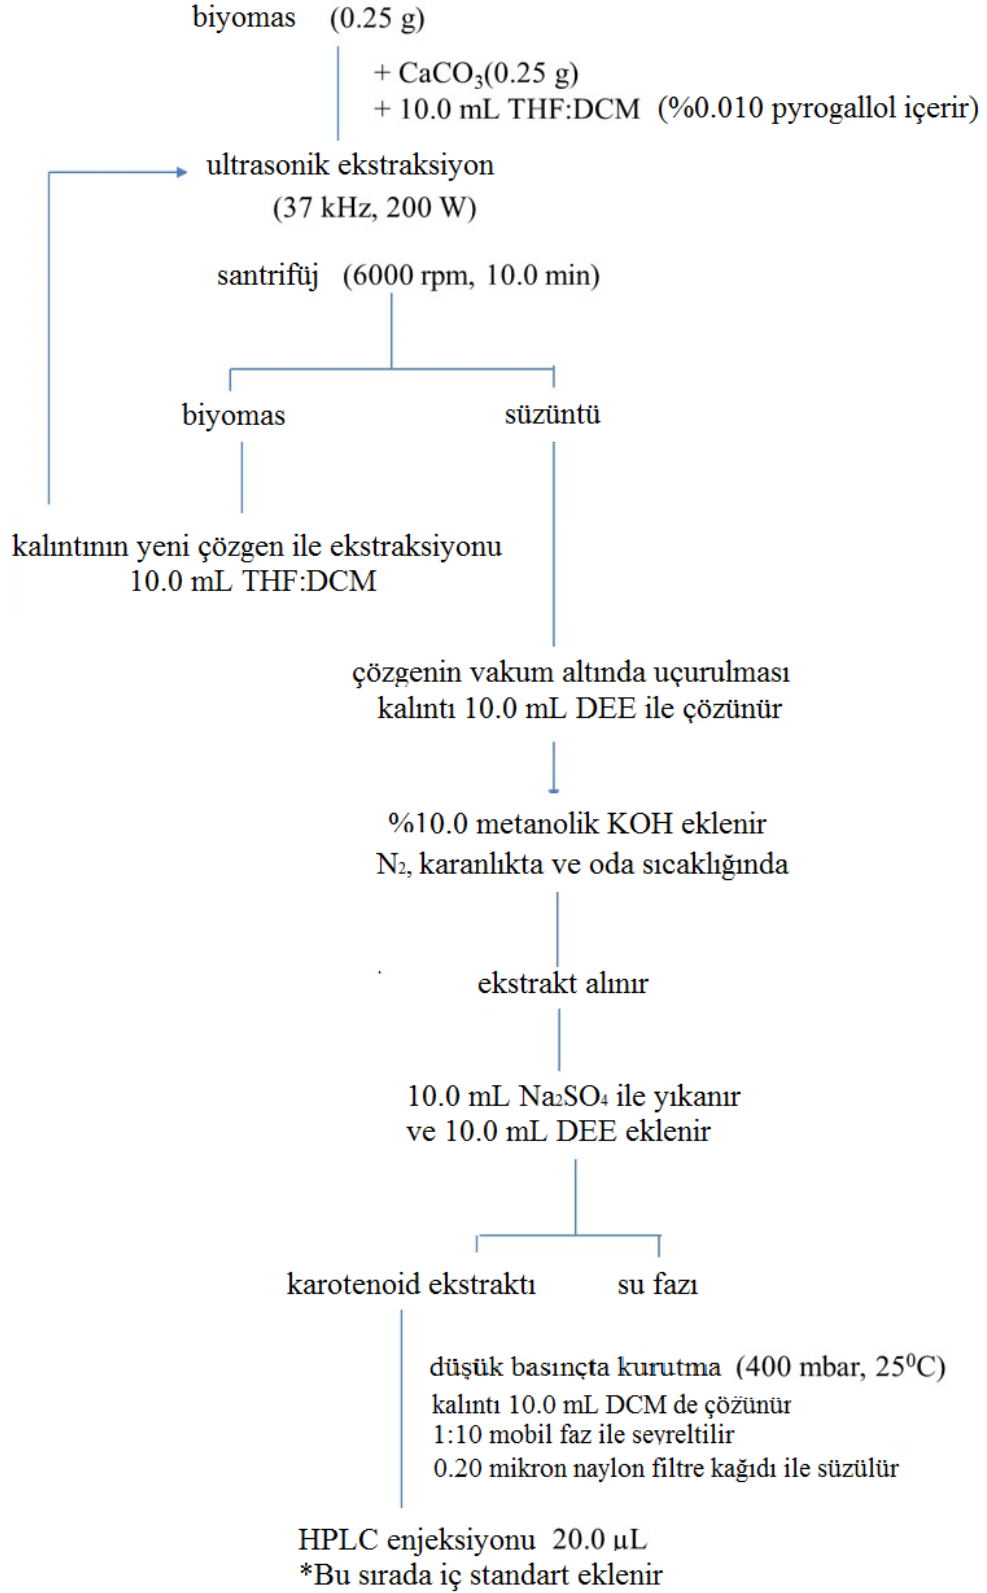 biyomas (0.25 g)
+ CaCO₃(0.25 g)
+ 10.0 mL THF:DCM (%0.010 pyrogallol içerir)
ultrasonik ekstraksiyon
(37 kHz, 200 W)
santrifüj (6000 rpm, 10.0 min)
biyomas süzüntü
kalıntının yeni çözgen ile ekstraksiyonu
10.0 mL THF:DCM
çözgenin vakum altında uçurulması
kalıntı 10.0 mL DEE ile çözünür
%10.0 metanolik KOH eklenir
N₂, karanlıkta ve oda sıcaklığında
ekstrakt alınır
10.0 mL Na₂SO₄ ile yıkanır
ve 10.0 mL DEE eklenir
karotenoid ekstraktı su fazı
düşük basınçta kurutma (400 mbar, 25⁰C)
kalıntı 10.0 mL DCM de çözünür
1:10 mobil faz ile seyreltilir
0.20 mikron naylon filtre kağıdı ile süzülür
HPLC enjeksiyonu 20.0 µL
*Bu sırada iç standart eklenir